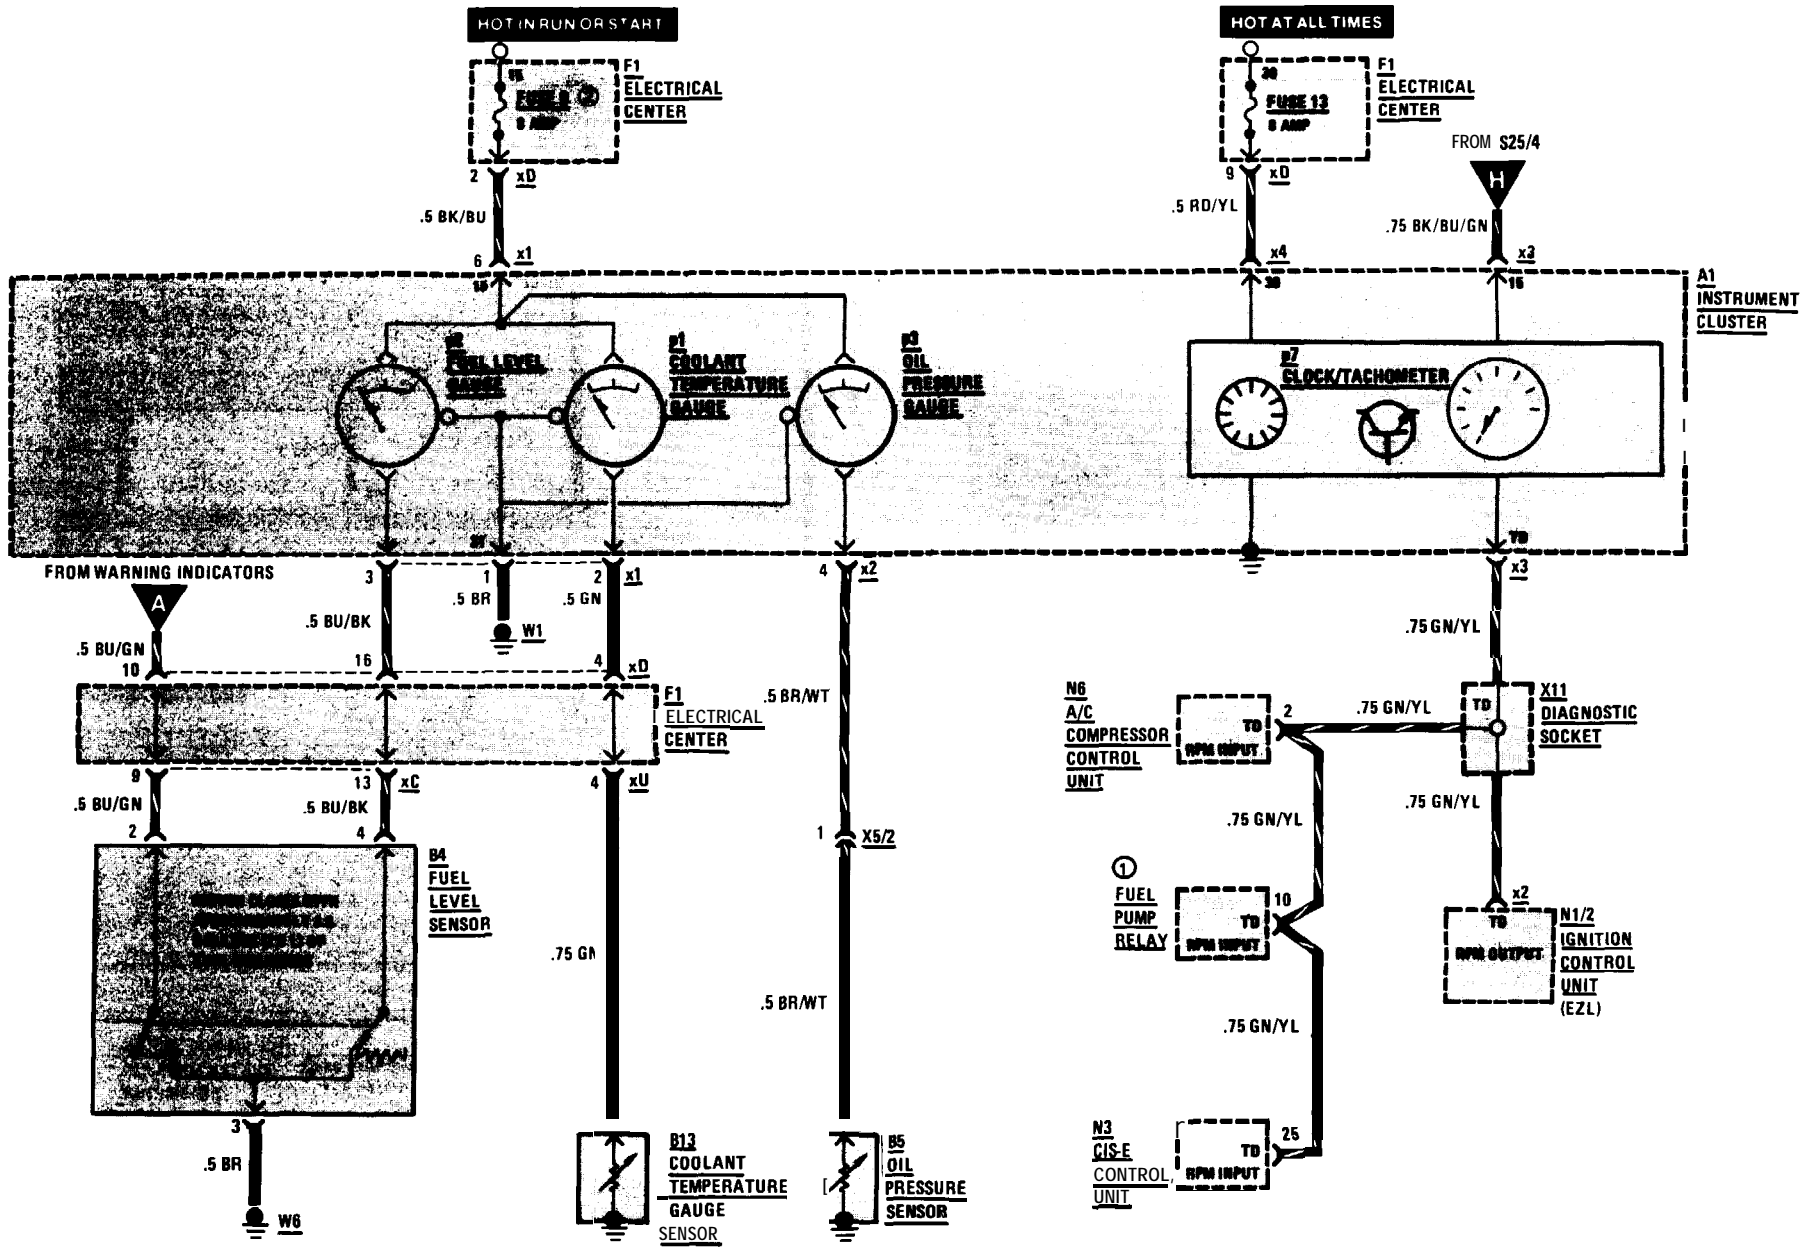 HOT IN RUN OR START
HOT AT ALL TIMES
15
FUSE 8 2
8 AMP
F1
ELECTRICAL
CENTER
30
FUSE 13
8 AMP
F1
ELECTRICAL
CENTER
FROM S25/4
H
2 xD
9 xD
.5 BK/BU
.5 RD/YL
.75 BK/BU/GN
6 x1
x4
x3
15
30
15
A1
INSTRUMENT
CLUSTER
p2
FUEL LEVEL
GAUGE
p1
COOLANT
TEMPERATURE
GAUGE
p3
OIL
PRESSURE
GAUGE
p7
CLOCK/TACHOMETER
31
TD
FROM WARNING INDICATORS
A
3
1
2 x1
4 x2
x3
.5 BU/GN
.5 BU/BK
.5 BR
W1
.5 GN
.75 GN/YL
10
16
4 xD
F1
ELECTRICAL
CENTER
.5 BR/WT
N6
A/C
COMPRESSOR
CONTROL
UNIT
TD
RPM INPUT
2
.75 GN/YL
TD
X11
DIAGNOSTIC
SOCKET
9
13 xC
4 xU
.5 BU/GN
.5 BU/BK
.75 GN/YL
.75 GN/YL
2
4
1 X5/2
B4
FUEL
LEVEL
SENSOR
1
FUEL
PUMP
RELAY
10
TD
RPM INPUT
x2
TD
RPM OUTPUT
N1/2
IGNITION
CONTROL
UNIT
(EZL)
.75 GN
.5 BR/WT
.75 GN/YL
3
.5 BR
W6
B13
COOLANT
TEMPERATURE
GAUGE
SENSOR
B5
OIL
PRESSURE
SENSOR
N3
CIS-E
CONTROL
UNIT
TD
RPM INPUT
25